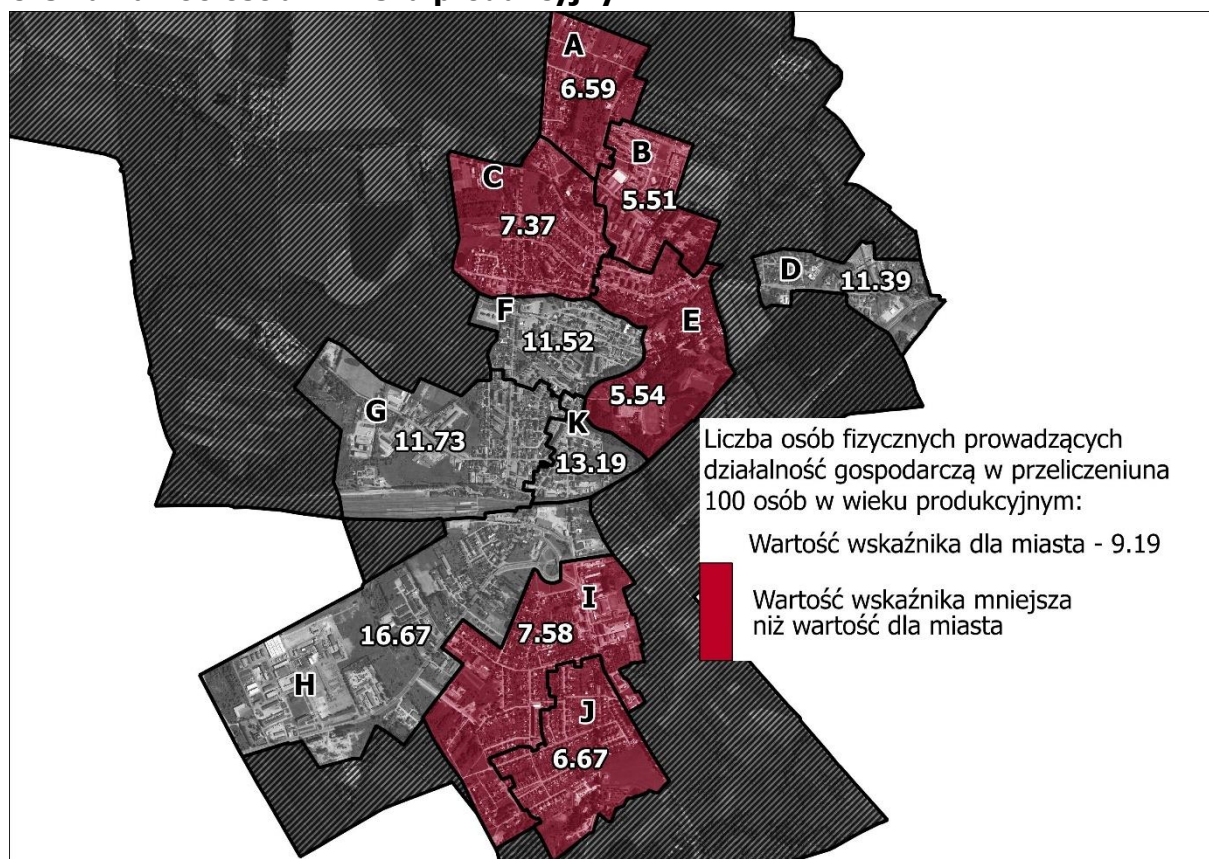 A
6.59
B
5.51
C
7.37
D
11.39
E
5.54
F
11.52
G
11.73
K
13.19
Liczba osób fizycznych prowadzących
działalność gospodarczą w przeliczeniuna
100 osób w wieku produkcyjnym:
Wartość wskaźnika dla miasta - 9.19
Wartość wskaźnika mniejsza
niż wartość dla miasta
I
7.58
16.67
H
J
6.67